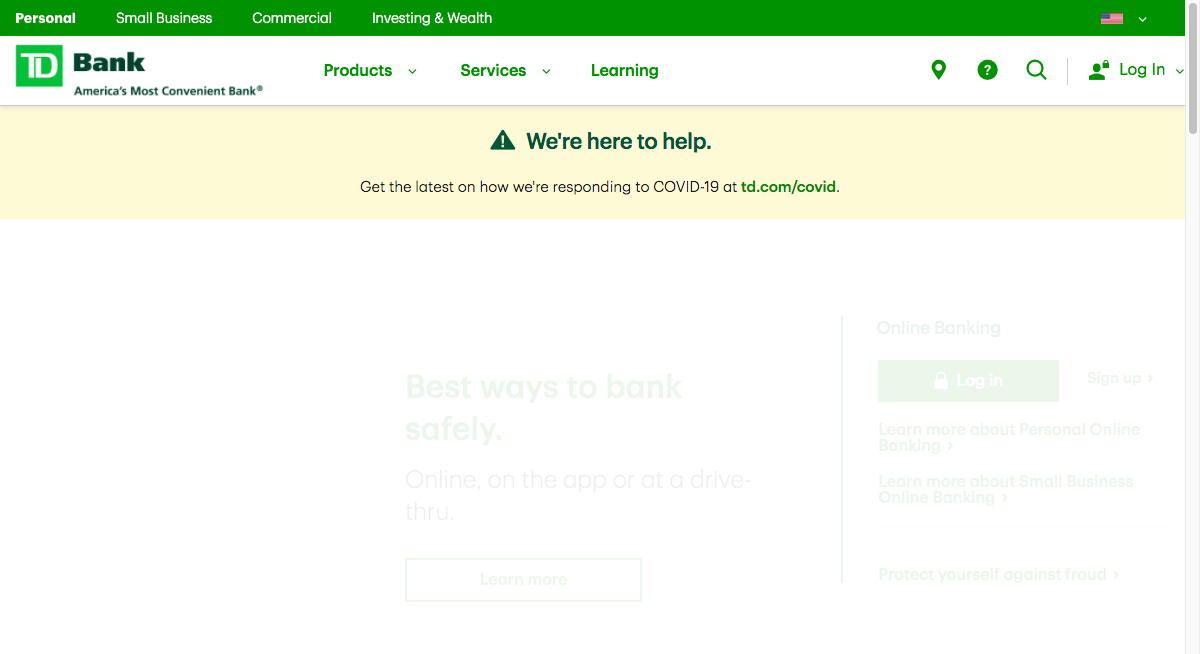 Personal Small Business Commercial Investing & Wealth
TD Bank
America's Most Convenient Bank®
Products Services Learning Log In
We're here to help.
Get the latest on how we're responding to COVID-19 at td.com/covid.
Best ways to bank
safely.
Online, on the app or at a drive-
thru.
Learn more
Online Banking
Log in Sign up ›
Learn more about Personal Online
Banking ›
Learn more about Small Business
Online Banking ›
Protect yourself against fraud ›